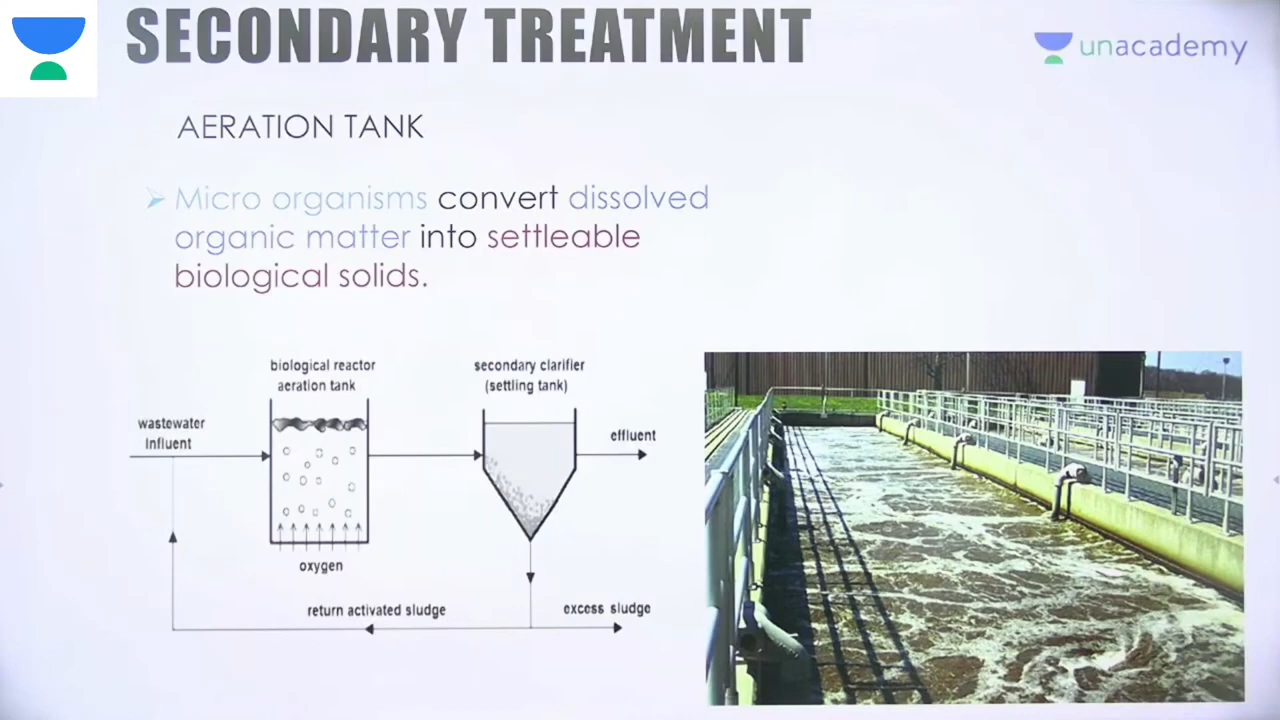 SECONDARY TREATMENT
unacademy
AERATION TANK
Micro organisms convert dissolved
organic matter into settleable
biological solids.
biological reactor
aeration tank
secondary clarifier
(settling tank)
wastewater
influent
effluent
oxygen
return activated sludge
excess sludge